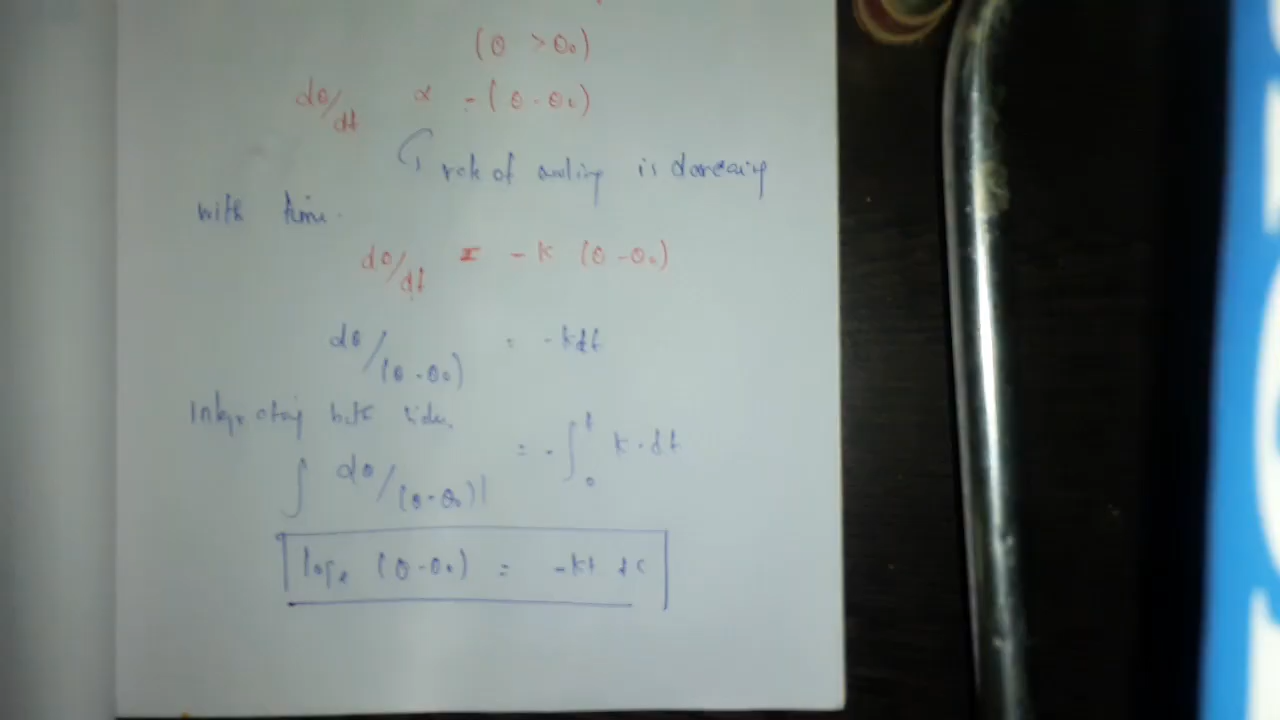 (θ > θ₀)
dθ/dt ∝ -(θ - θ₀)
rate of cooling is decreasing
with time.
dθ/dt = -k (θ - θ₀)
dθ/(θ - θ₀) = -kdt
Integrating both sides
∫ dθ/(θ - θ₀) = -∫₀ᵗ k·dt
logₑ (θ - θ₀) = -kt + c